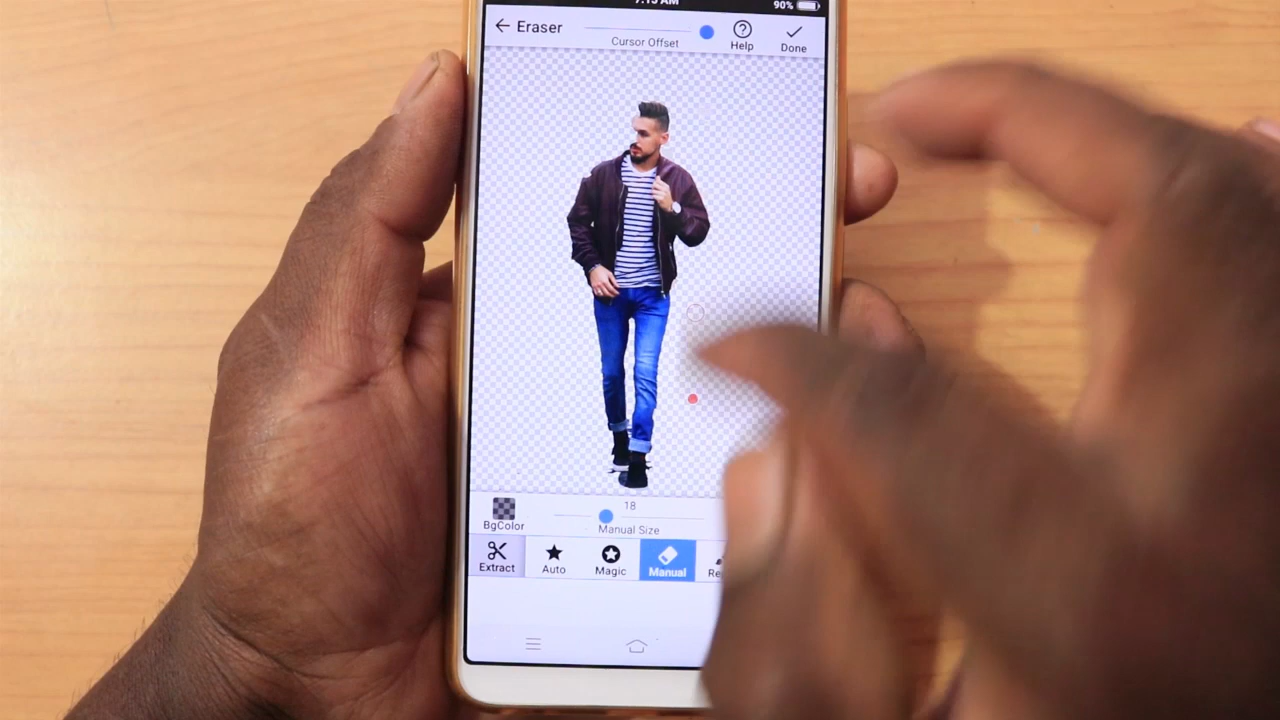 90%
Eraser
Cursor Offset
Help
Done
18
BgColor
Manual Size
Extract
Auto
Magic
Manual